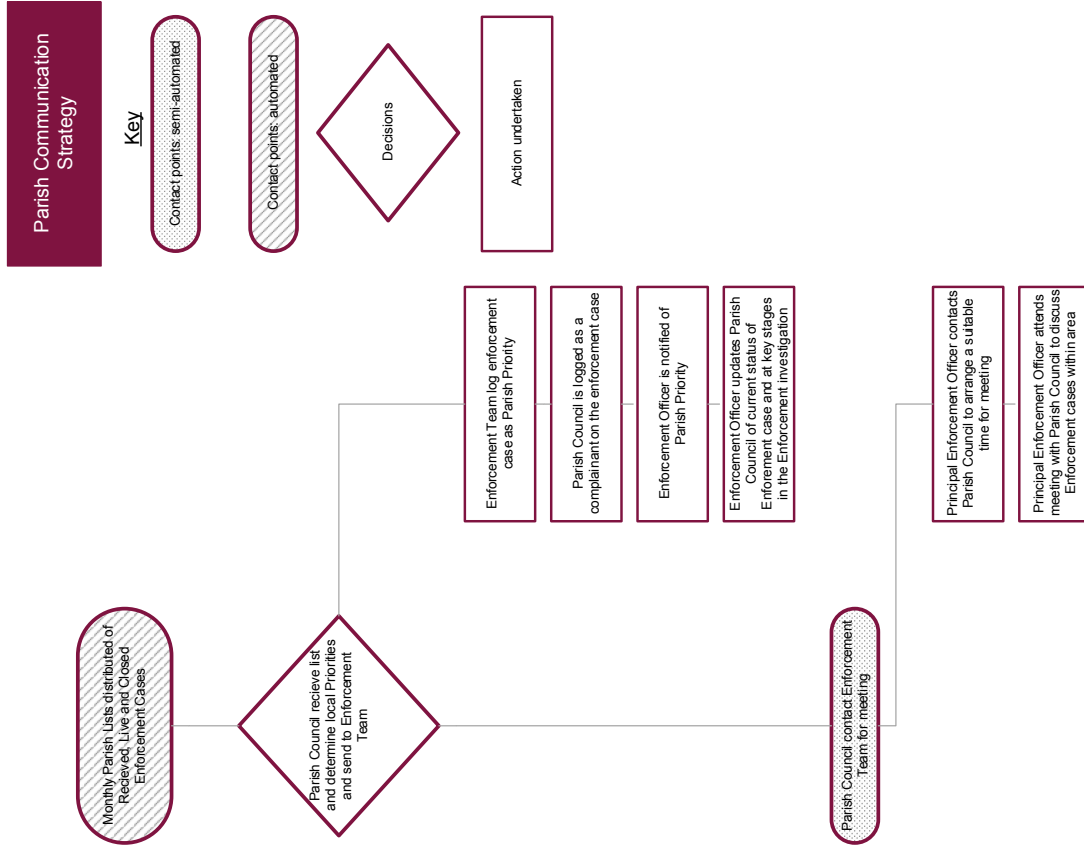 Parish Communication
Strategy
Key
Contact points: semi-automated
Contact points: automated
Decisions
Action undertaken
Monthly Parish Lists distributed of
Recieved, Live and Closed
Enforcement Cases
Parish Council recieve list
and determine local Priorities
and send to Enforcement
Team
Enforcement Team log enforcement
case as Parish Priority
Parish Council is logged as a
complainant on the enforcement case
Enforcement Officer is notified of
Parish Priority
Enforcement Officer updates Parish
Council of current status of
Enforement case and at key stages
in the Enforcement investigation
Parish Council contact Enforcement
Team for meeting
Principal Enforcement Officer contacts
Parish Council to arrange a suitable
time for meeting
Principal Enforcement Officer attends
meeting with Parish Council to discuss
Enforcement cases within area